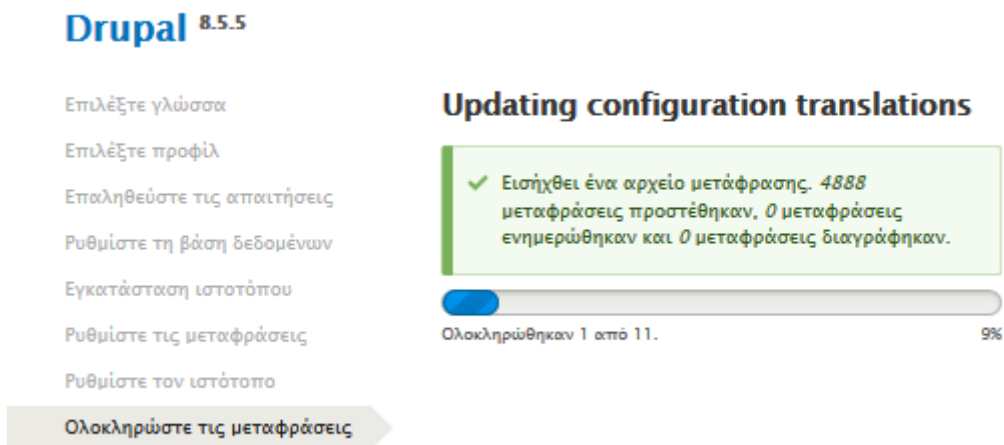 Drupal 8.5.5
Επιλέξτε γλώσσα
Επιλέξτε προφίλ
Επαληθεύστε τις απαιτήσεις
Ρυθμίστε τη βάση δεδομένων
Εγκατάσταση ιστοτόπου
Ρυθμίστε τις μεταφράσεις
Ρυθμίστε τον ιστότοπο
Ολοκληρώστε τις μεταφράσεις
Updating configuration translations
Εισήχθει ένα αρχείο μετάφρασης. 4888
μεταφράσεις προστέθηκαν, 0 μεταφράσεις
ενημερώθηκαν και 0 μεταφράσεις διαγράφηκαν.
Ολοκληρώθηκαν 1 από 11. 9%